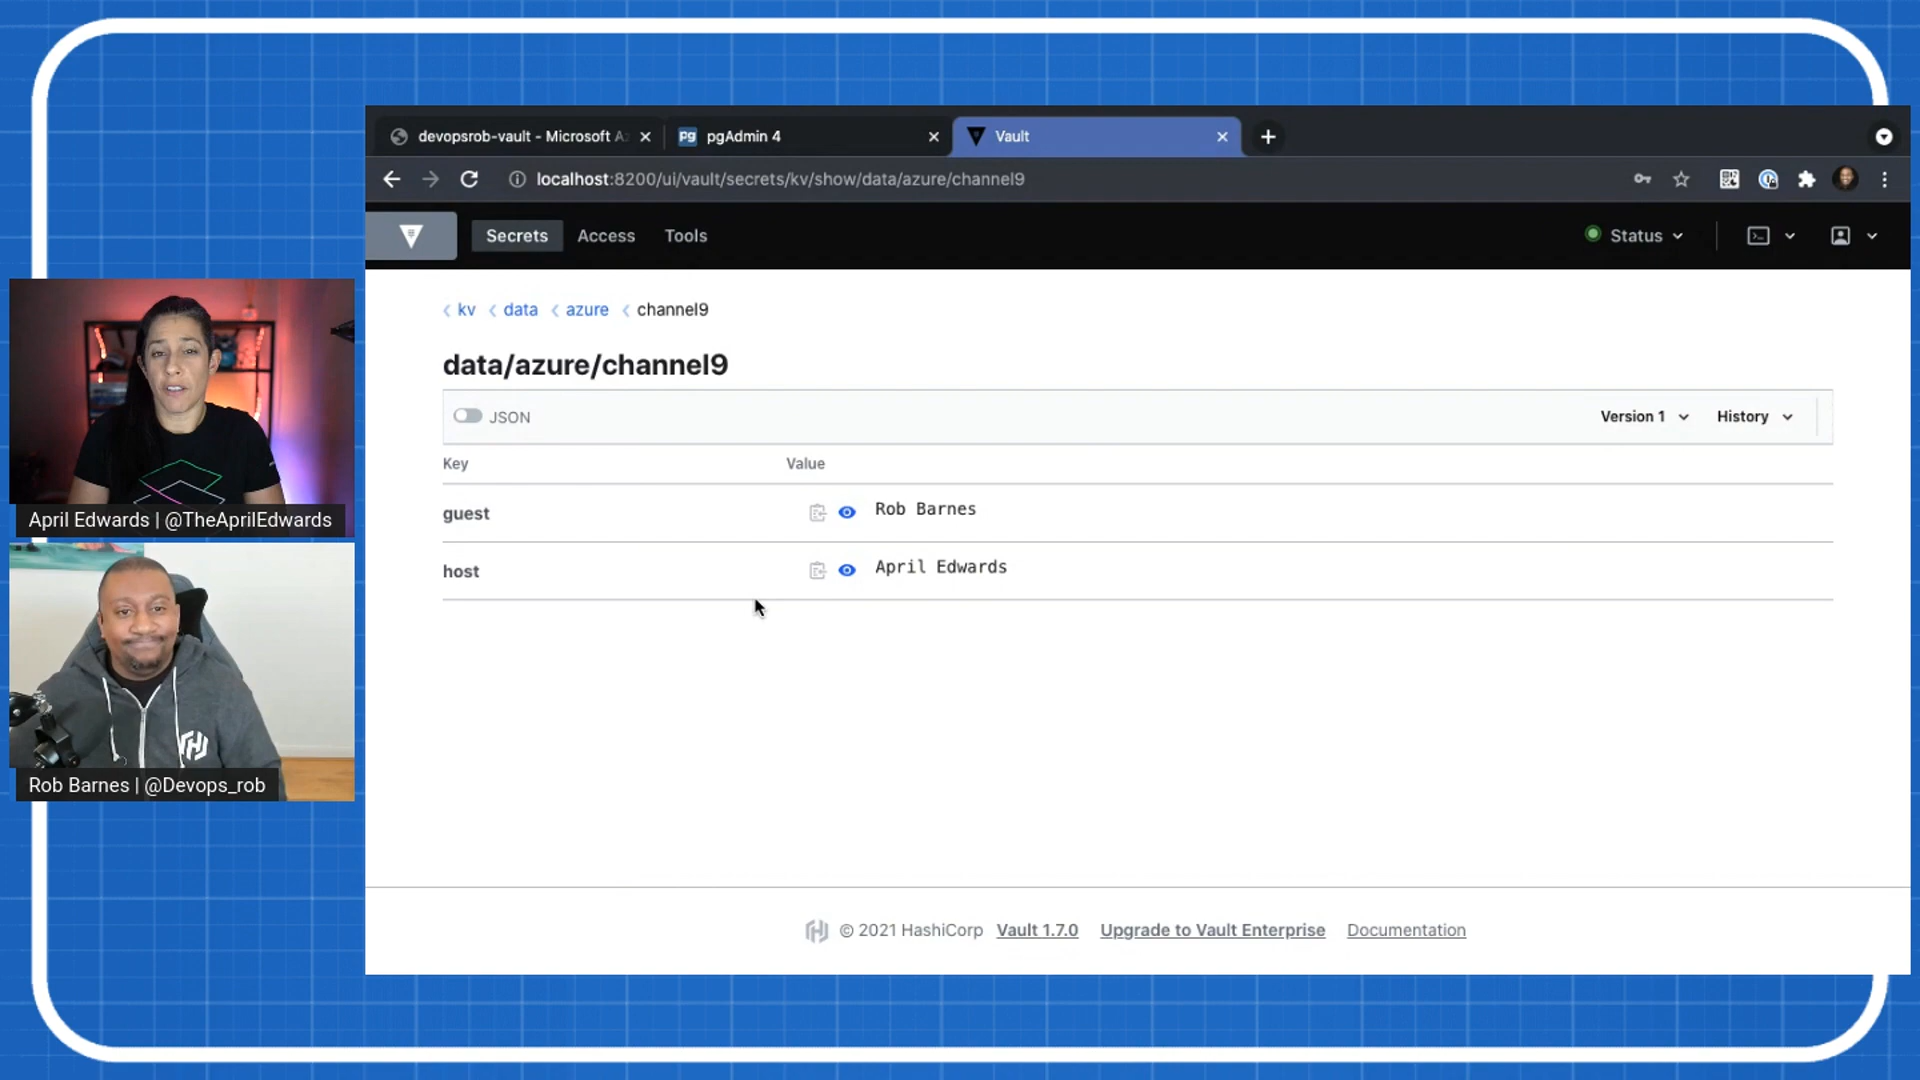 devopsrob-vault - Microsoft A
pgAdmin 4
Vault
localhost:8200/ui/vault/secrets/kv/show/data/azure/channel9
Secrets
Access
Tools
Status
kv
data
azure
channel9
data/azure/channel9
JSON
Version 1
History
Key
Value
guest
Rob Barnes
host
April Edwards
April Edwards | @TheAprilEdwards
Rob Barnes | @Devops_rob
© 2021 HashiCorp Vault 1.7.0 Upgrade to Vault Enterprise Documentation